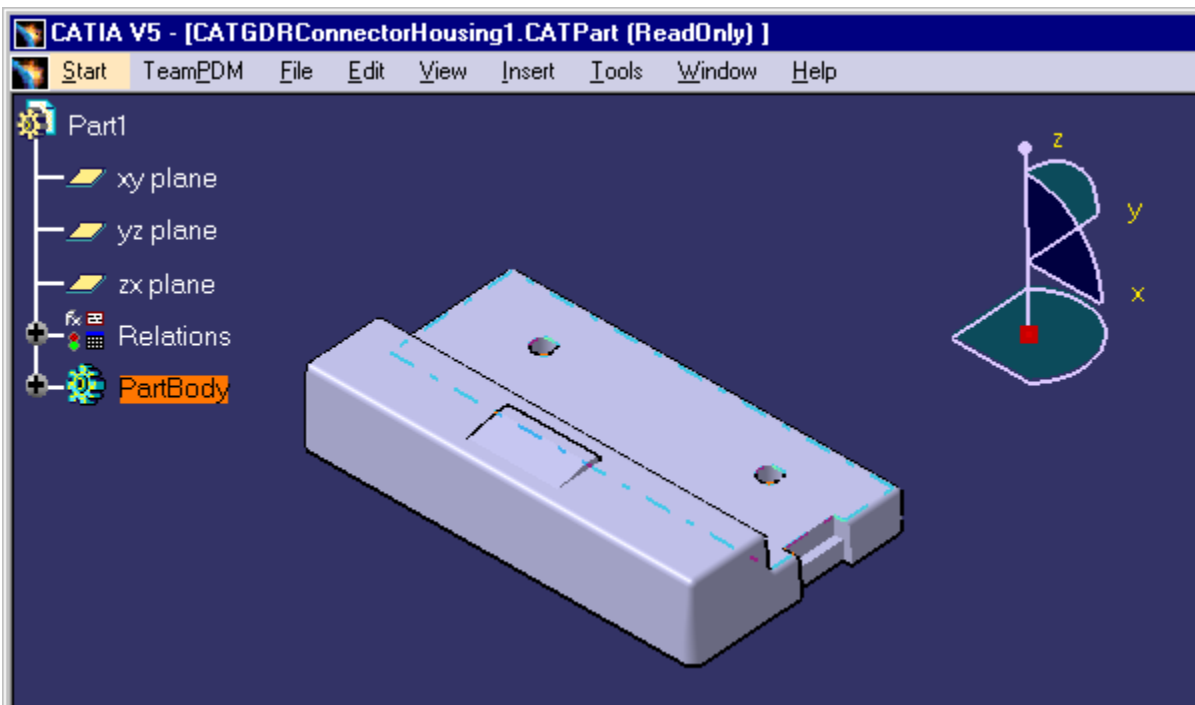 CATIA V5 - [CATGDRConnectorHousing1.CATPart (ReadOnly) ]
Start TeamPDM File Edit View Insert Tools Window Help
Part1
xy plane
yz plane
zx plane
fx
Relations
PartBody
z
y
x